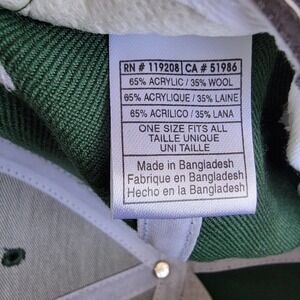 RN # 119208 CA # 51986
65% ACRYLIC / 35% WOOL
65% ACRYLIQUE / 35% LAINE
65% ACRILICO / 35% LANA
ONE SIZE FITS ALL
TAILLE UNIQUE
UNI TAILLE
Made in Bangladesh
Fabrique en Bangladesh
Hecho en la Bangladesh